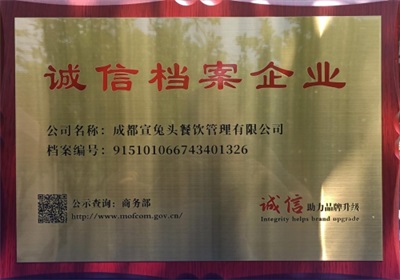 诚信档案企业
公司名称：成都宣兔头餐饮管理有限公司
档案编号：915101066743401326
公示查询：商务部
http://www.mofcom.gov.cn/
诚信 助力品牌升级
Integrity helps brand upgrade